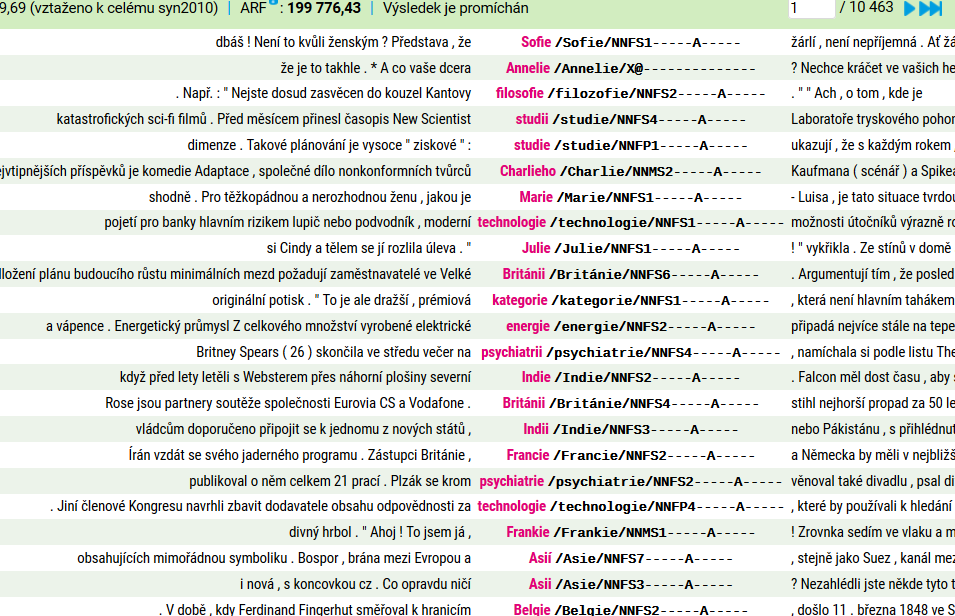 9,69 (vztaženo k celému syn2010) | ARF : 199 776,43 | Výsledek je promíchán 1 / 10 463
dbáš ! Není to kvůli ženským ? Představa , že Sofie /Sofie/NNFS1-----A----- žárlí , není nepříjemná . Ať
že je to takhle . * A co vaše dcera Annelie /Annelie/X@-------------- ? Nechce kráčet ve vašich
. Např. : " Nejste dosud zasvěcen do kouzel Kantovy filosofie /filozofie/NNFS2-----A----- . " " Ach , o tom , kde je
katastrofických sci-fi filmů . Před měsícem přinesl časopis New Scientist studii /studie/NNFS4-----A----- Laboratoře tryskového
dimenze . Takové plánování je vysoce " ziskové " : studie /studie/NNFP1-----A----- ukazují , že s každým rokem
příspěvků je komedie Adaptace , společné dílo nonkonformních tvůrců Charlieho /Charlie/NNMS2-----A----- Kaufmana ( scénář ) a
shodně . Pro těžkopádnou a nerozhodnou ženu , jakou je Marie /Marie/NNFS1-----A----- - Luisa , je tato situace
pojetí pro banky hlavním rizikem lupič nebo podvodník , moderní technologie /technologie/NNFS1-----A----- možnosti útočníků výrazně
si Cindy a tělem se jí rozlila úleva . " Julie /Julie/NNFS1-----A----- ! " vykřikla . Ze stínů v domě
plánu budoucího růstu minimálních mezd požadují zaměstnavatelé ve Velké Británii /Británie/NNFS6-----A----- . Argumentují tím , že
originální potisk . " To je ale dražší , prémiová kategorie /kategorie/NNFS1-----A----- , která není hlavním
a vápence . Energetický průmysl Z celkového množství vyrobené elektrické energie /energie/NNFS2-----A----- připadá nejvíce stále na
Britney Spears ( 26 ) skončila ve středu večer na psychiatrii /psychiatrie/NNFS4-----A----- , namíchala si podle listu
když před lety letěli s Websterem přes náhorní plošiny severní Indie /Indie/NNFS2-----A----- . Falcon měl dost času , aby
Rose jsou partnery soutěže společnosti Eurovia CS a Vodafone . Británii /Británie/NNFS4-----A----- stihl nejhorší propad za 50
vládcům doporučeno připojit se k jednomu z nových států , Indii /Indie/NNFS3-----A----- nebo Pákistánu , s
Írán vzdát se svého jaderného programu . Zástupci Británie , Francie /Francie/NNFS2-----A----- a Německa by měli v
publikoval o něm celkem 21 prací . Plzák se krom psychiatrie /psychiatrie/NNFS2-----A----- věnoval také divadlu , psal
. Jiní členové Kongresu navrhli zbavit dodavatele obsahu odpovědnosti za technologie /technologie/NNFP4-----A----- , které by používali k hledání
divný hrbol . " Ahoj ! To jsem já , Frankie /Frankie/NNMS1-----A----- ! Zrovnka sedím ve vlaku a
obsahujících mimořádnou symboliku . Bospor , brána mezi Evropou a Asií /Asie/NNFS7-----A----- , stejně jako Suez , kanál
i nová , s koncovkou cz . Co opravdu ničí Asii /Asie/NNFS3-----A----- ? Nezahlédli jste někde tyto
. V době , kdy Ferdinand Fingerhut směřoval k hranicím Belgie /Belgie/NNFS2-----A----- , došlo 11 . března 1848 ve